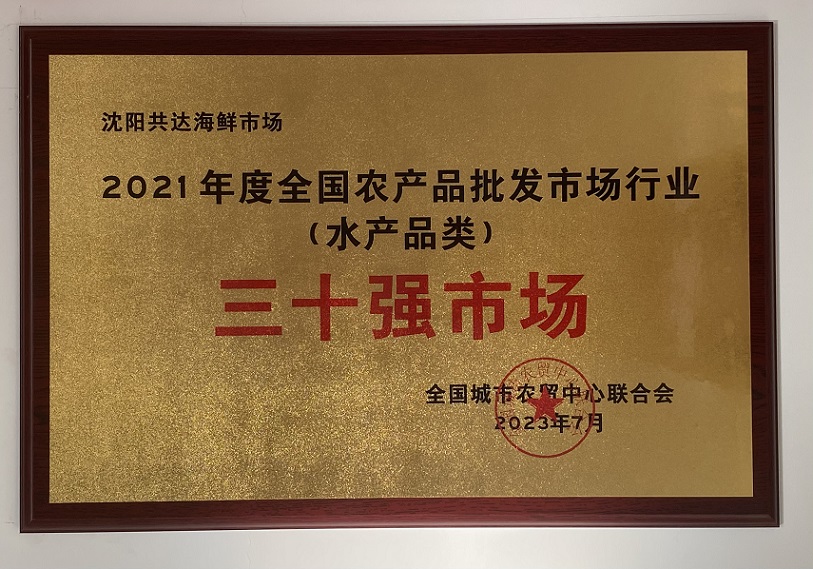 沈阳共达海鲜市场
2021年度全国农产品批发市场行业
(水产品类)
三十强市场
全国城市农贸中心联合会
2023年7月